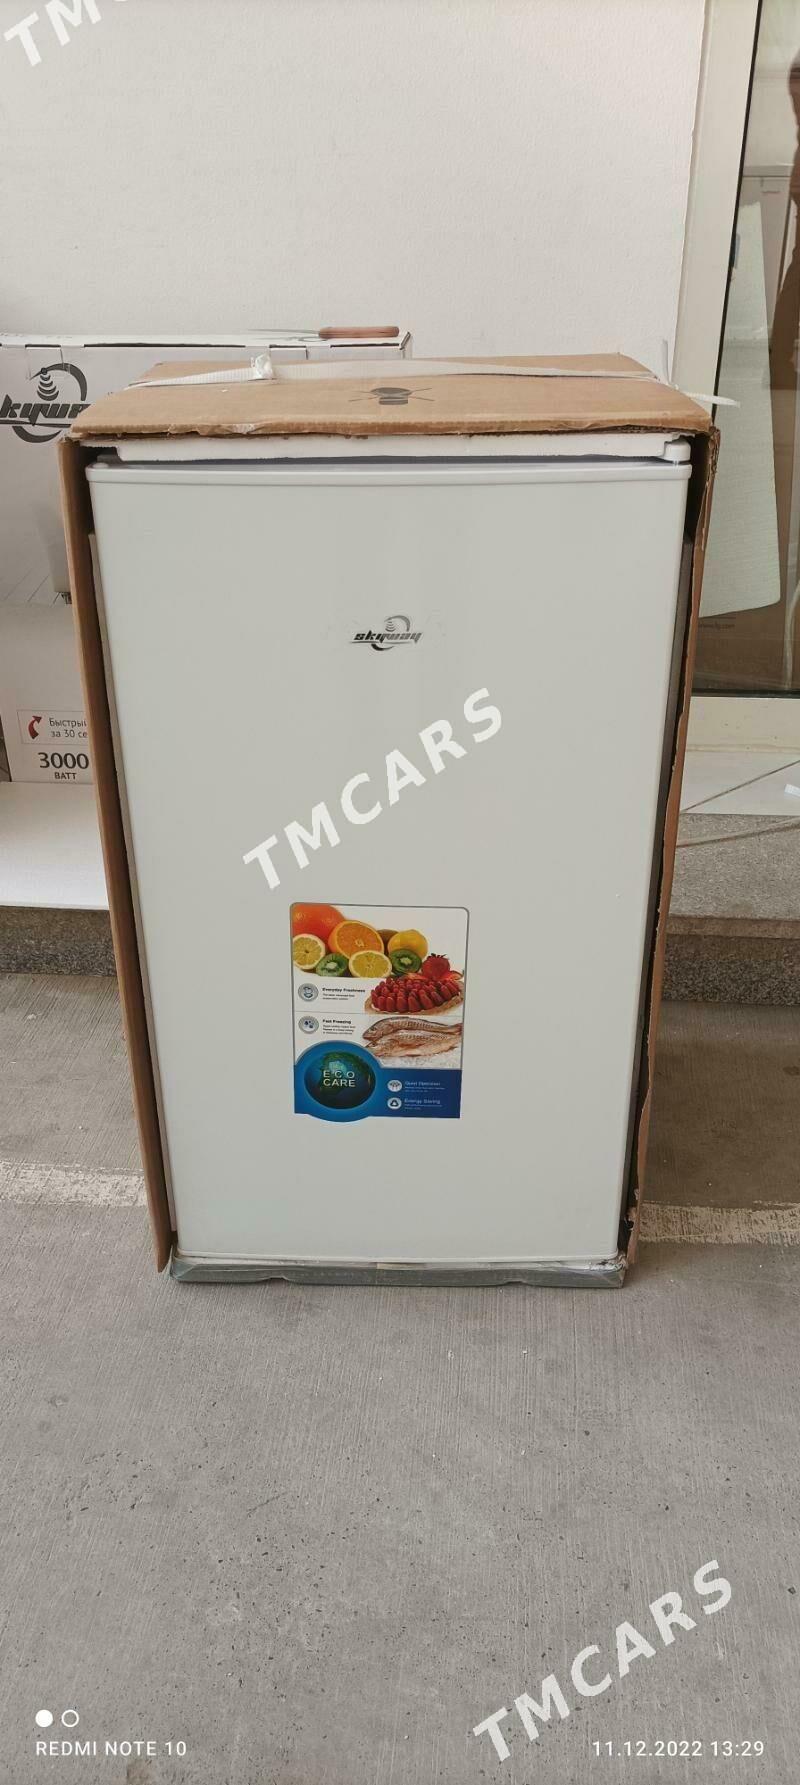 TMCARS
skyway
skyway
Быстрый
за 30 се
3000
ВАТТ
TMCARS
Everyday Freshness
Fast Freezing
ECO
CARE
Quiet Operation
Energy Saving
TMCARS
REDMI NOTE 10
11.12.2022 13:29